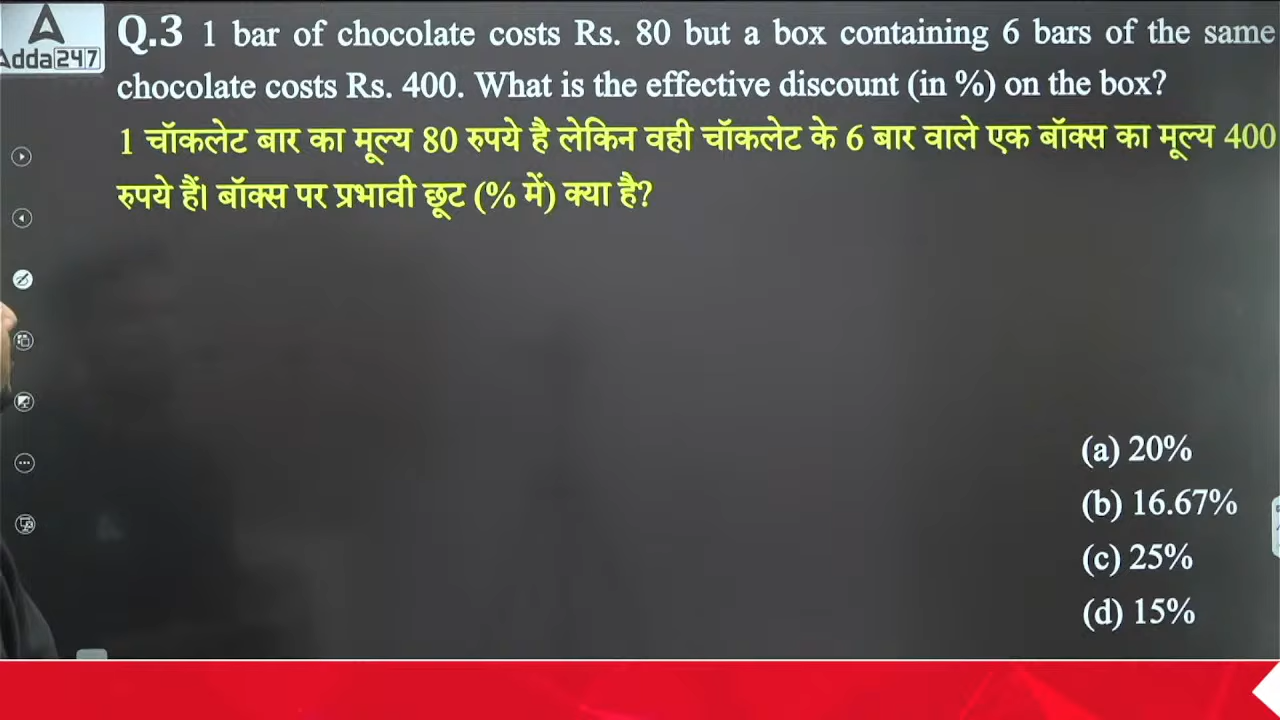 Adda247
Q.3 1 bar of chocolate costs Rs. 80 but a box containing 6 bars of the same
chocolate costs Rs. 400. What is the effective discount (in %) on the box?
1 चॉकलेट बार का मूल्य 80 रुपये है लेकिन वही चॉकलेट के 6 बार वाले एक बॉक्स का मूल्य 400
रुपये हैं। बॉक्स पर प्रभावी छूट (% में) क्या है?
(a) 20%
(b) 16.67%
(c) 25%
(d) 15%